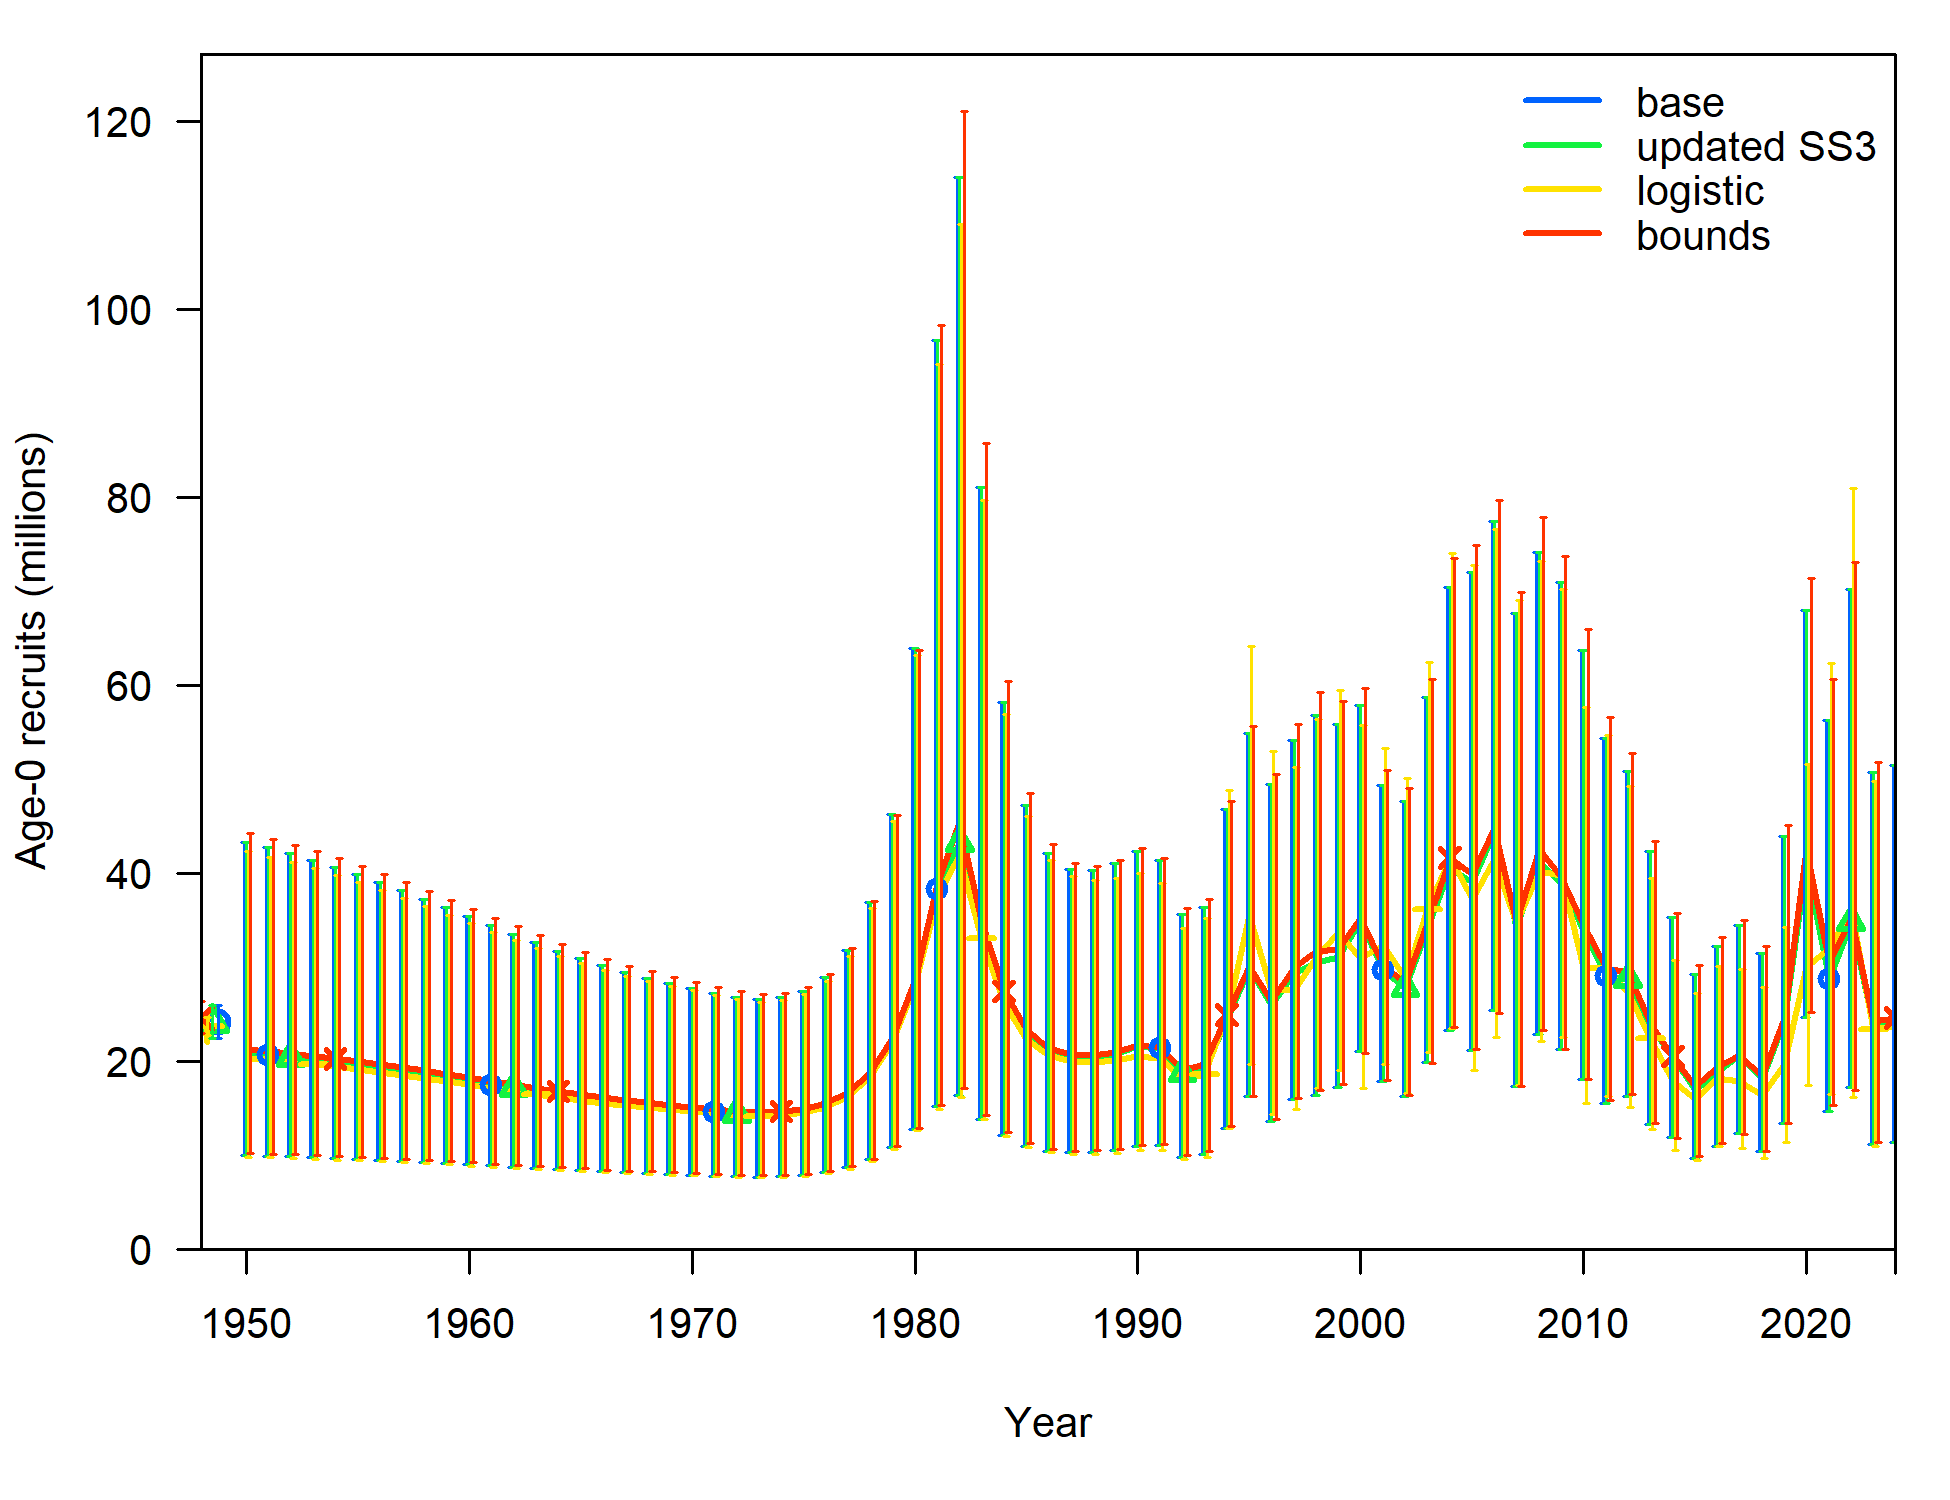 base
updated SS3
logistic
bounds
120
100
80
60
40
20
0
Age-0 recruits (millions)
1950 1960 1970 1980 1990 2000 2010 2020
Year